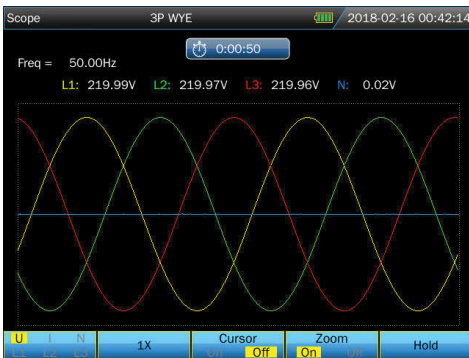 Scope 3P WYE 2018-02-16 00:42:14
0:00:50
Freq = 50.00Hz
L1: 219.99V L2: 219.97V L3: 219.96V N: 0.02V
U I N 1X Cursor Zoom Hold
L1 L2 L3 On Off On Off